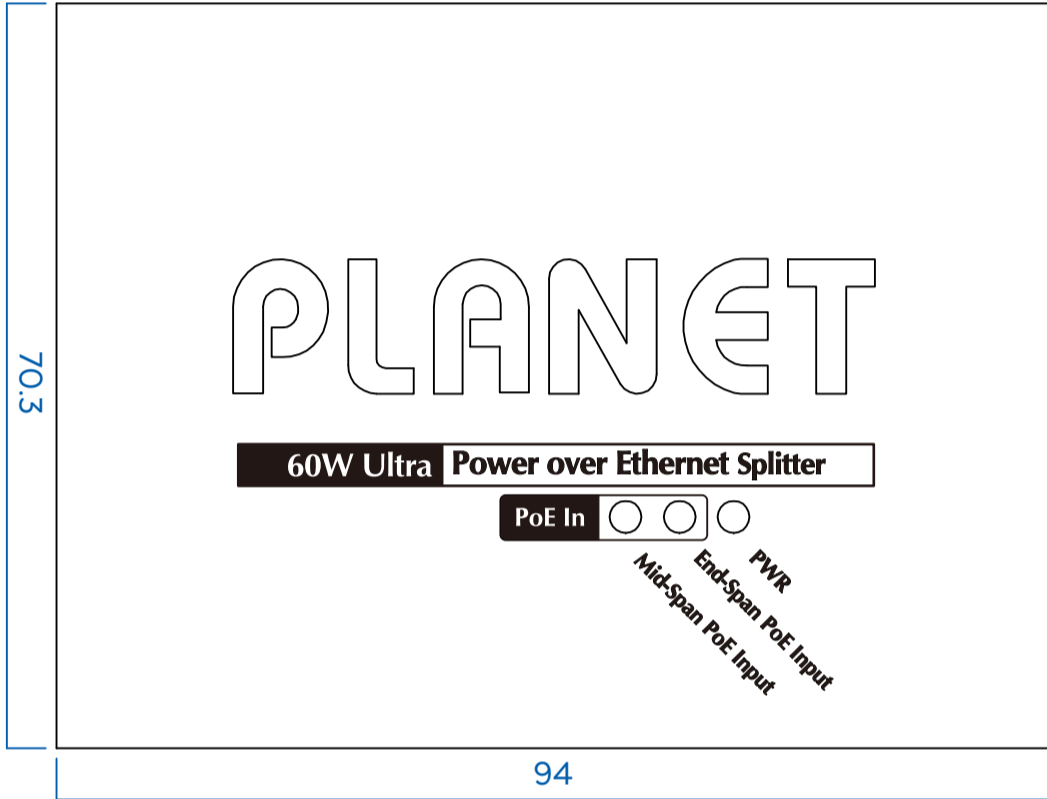 PLANET
60W Ultra Power over Ethernet Splitter
PoE In
PWR
End-Span PoE Input
Mid-Span PoE Input
70.3
94